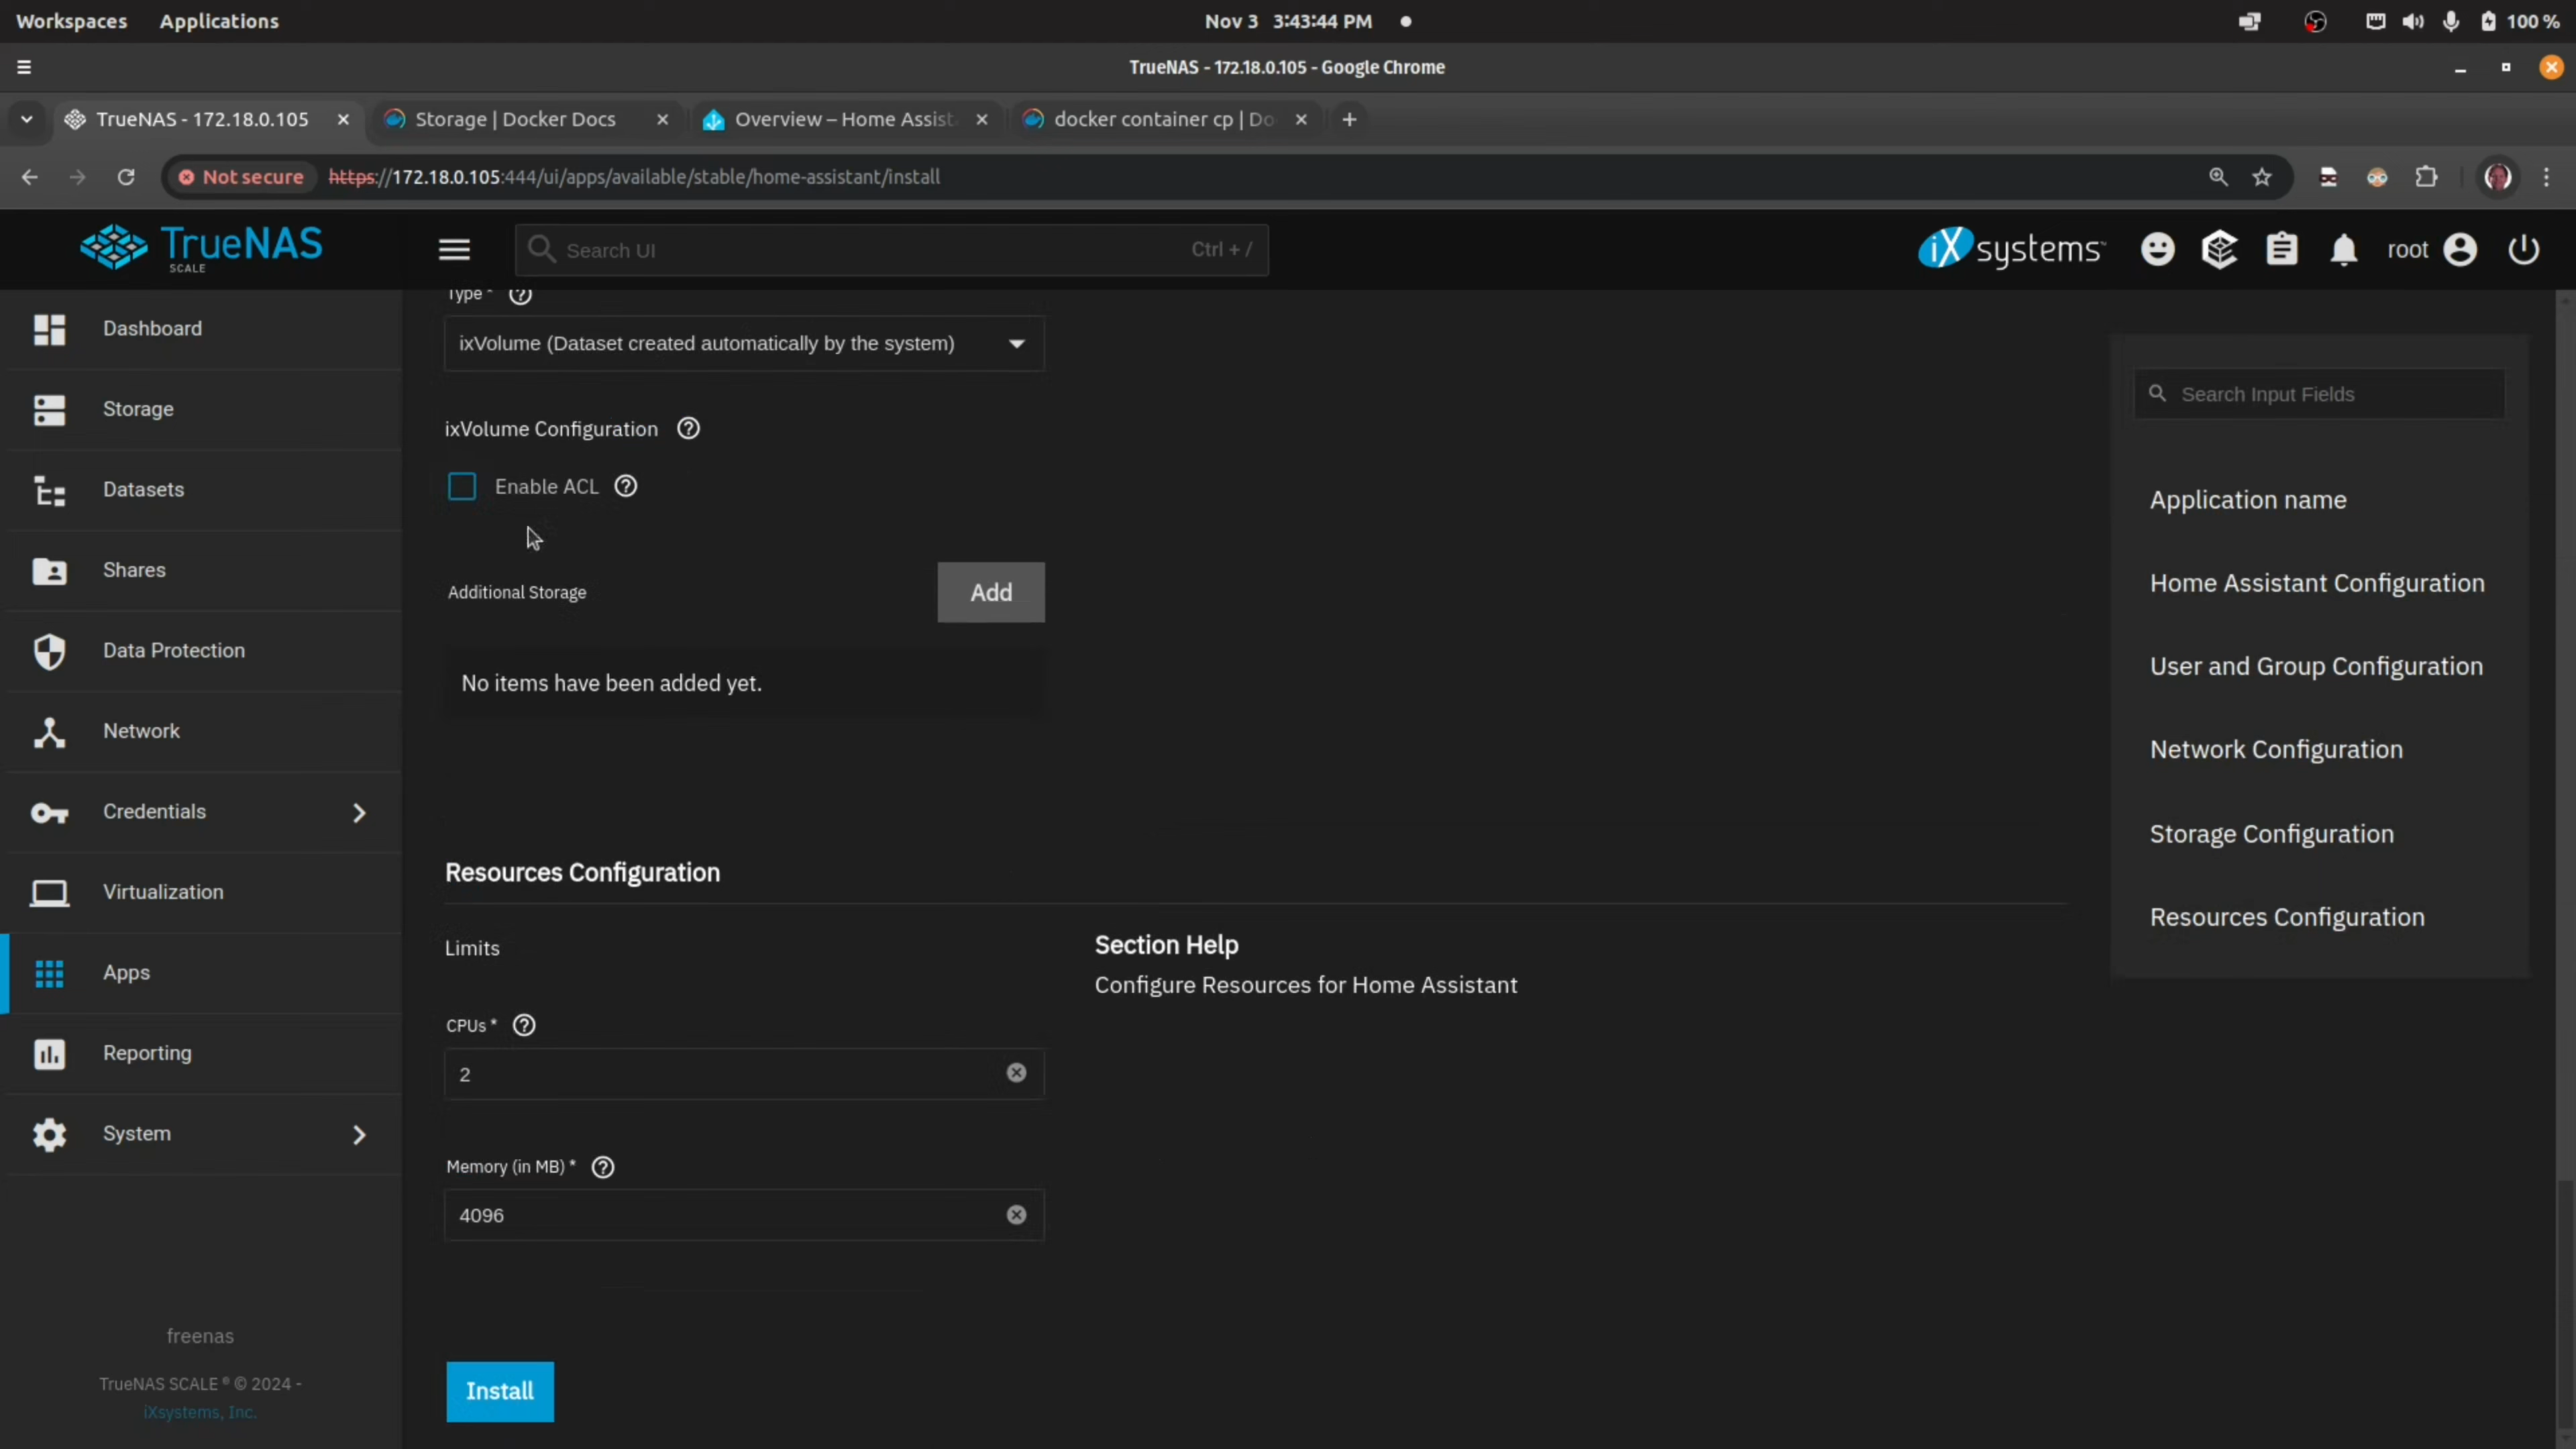 Workspaces Applications
Nov 3 3:43:44 PM
100 %
TrueNAS - 172.18.0.105 - Google Chrome
TrueNAS - 172.18.0.105
Storage | Docker Docs
Overview – Home Assist
docker container cp | Do
Not secure https://172.18.0.105:444/ui/apps/available/stable/home-assistant/install
TrueNAS
SCALE
Search UI
Ctrl + /
iXsystems™
root
Dashboard
Storage
Datasets
Shares
Data Protection
Network
Credentials
Virtualization
Apps
Reporting
System
freenas
TrueNAS SCALE ® © 2024 -
iXsystems, Inc.
Type *
ixVolume (Dataset created automatically by the system)
ixVolume Configuration
Enable ACL
Additional Storage
Add
No items have been added yet.
Resources Configuration
Limits
CPUs *
2
Memory (in MB) *
4096
Install
Section Help
Configure Resources for Home Assistant
Search Input Fields
Application name
Home Assistant Configuration
User and Group Configuration
Network Configuration
Storage Configuration
Resources Configuration